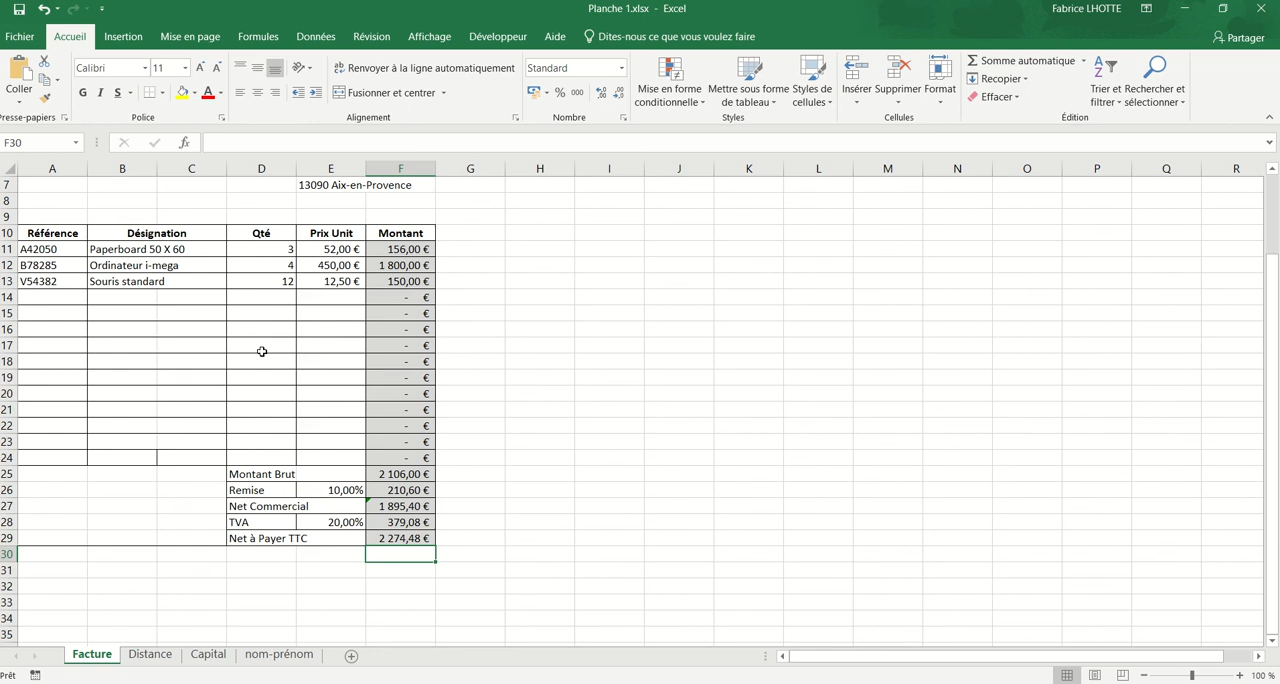 Planche 1.xlsx - Excel
Fabrice LHOTTE
Fichier Accueil Insertion Mise en page Formules Données Révision Affichage Développeur Aide Dites-nous ce que vous voulez faire Partager
Coller
Presse-papiers
Calibri 11
G I S A
Police
Renvoyer à la ligne automatiquement
Fusionner et centrer
Alignement
Standard
% 000
Nombre
Mise en forme conditionnelle
Mettre sous forme de tableau
Styles de cellules
Styles
Insérer Supprimer Format
Cellules
Somme automatique
Recopier
Effacer
Trier et filtrer
Rechercher et sélectionner
Édition
F30 fx
A B C D E F G H I J K L M N O P Q R
7 13090 Aix-en-Provence
8
9
10 Référence Désignation Qté Prix Unit Montant
11 A42050 Paperboard 50 X 60 3 52,00 € 156,00 €
12 B78285 Ordinateur i-mega 4 450,00 € 1 800,00 €
13 V54382 Souris standard 12 12,50 € 150,00 €
14 - €
15 - €
16 - €
17 - €
18 - €
19 - €
20 - €
21 - €
22 - €
23 - €
24 - €
25 Montant Brut 2 106,00 €
26 Remise 10,00% 210,60 €
27 Net Commercial 1 895,40 €
28 TVA 20,00% 379,08 €
29 Net à Payer TTC 2 274,48 €
30
31
32
33
34
35
Facture Distance Capital nom-prénom
Prêt
100 %